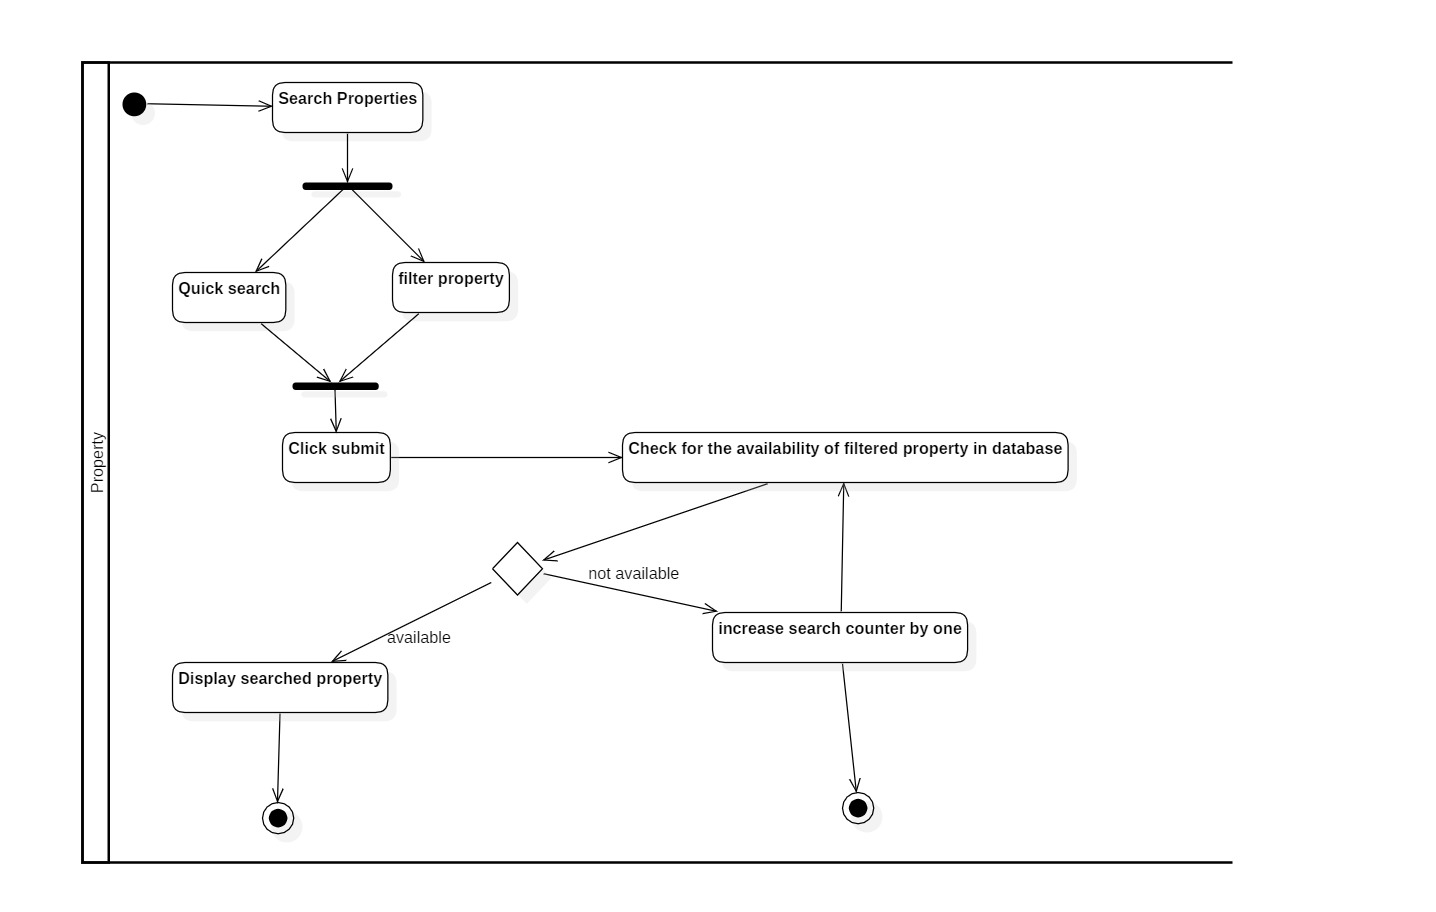 Property
Search Properties
Quick search
filter property
Click submit
Check for the availability of filtered property in database
not available
available
increase search counter by one
Display searched property